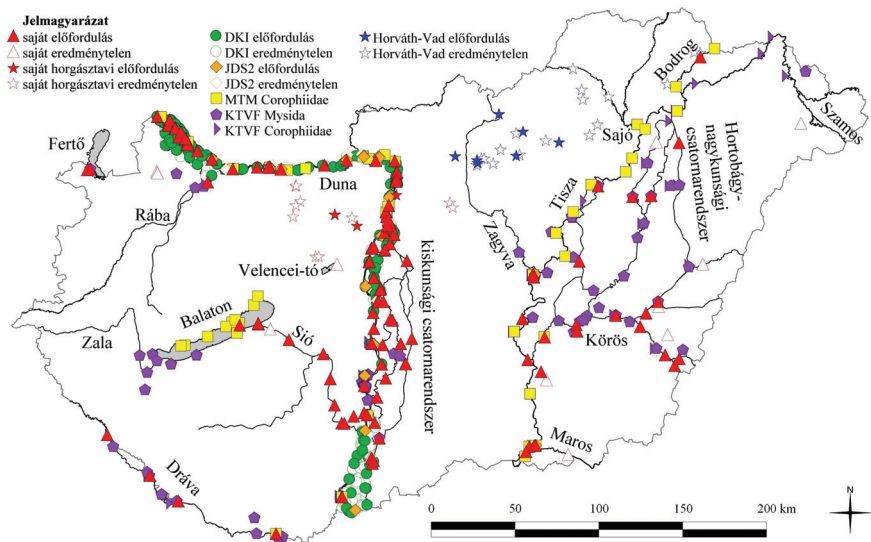 Jelmagyarázat
saját előfordulás
saját eredménytelen
saját horgásztavi előfordulás
saját horgásztavi eredménytelen
DKI előfordulás
DKI eredménytelen
JDS2 előfordulás
JDS2 eredménytelen
MTM Corophiidae
KTVF Mysida
KTVF Corophiidae
Horváth-Vad előfordulás
Horváth-Vad eredménytelen
Fertő
Duna
Rába
Velencei-tó
Balaton
Zala
Sió
Dráva
kiskunsági csatornarendszer
Zagyva
Tisza
Sajó
Bodrog
Szamos
Hortobágy-
nagykunsági
csatornarendszer
Körös
Maros
N
0 50 100 150 200 km